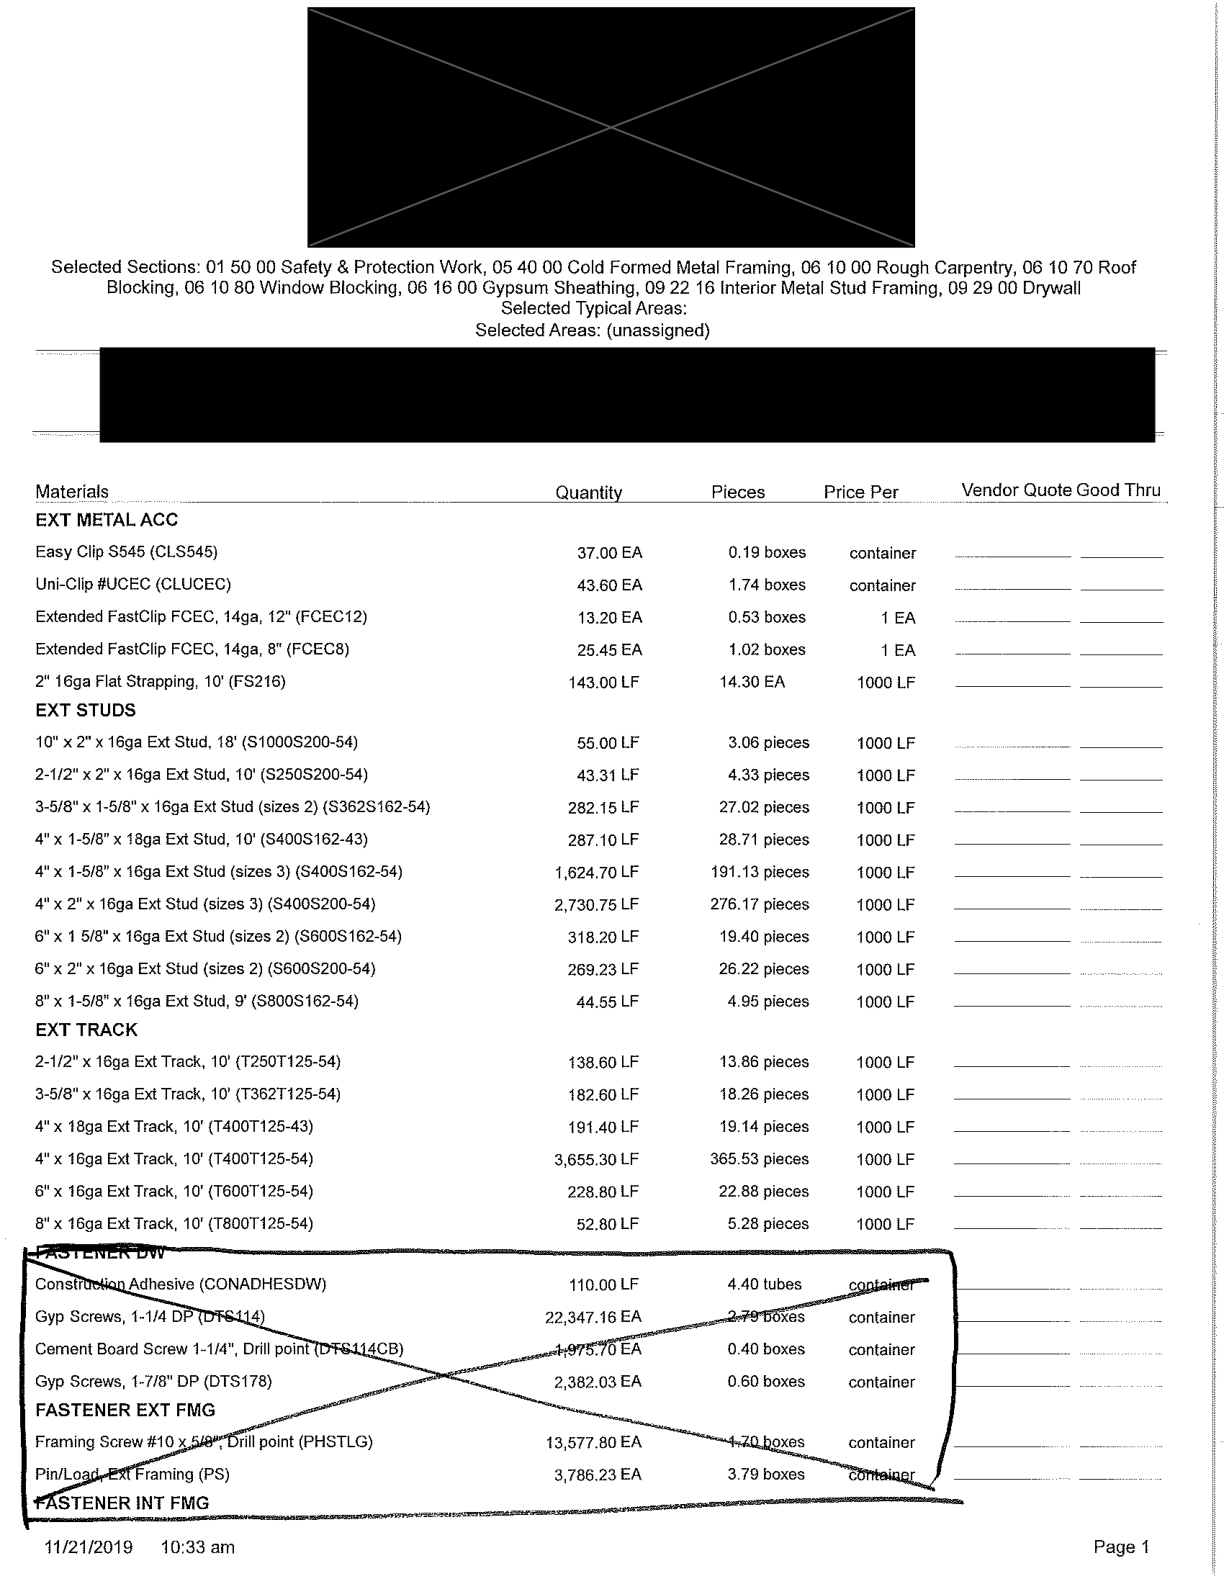 Selected Sections: 01 50 00 Safety & Protection Work, 05 40 00 Cold Formed Metal Framing, 06 10 00 Rough Carpentry, 06 10 70 Roof
Blocking, 06 10 80 Window Blocking, 06 16 00 Gypsum Sheathing, 09 22 16 Interior Metal Stud Framing, 09 29 00 Drywall
Selected Typical Areas:
Selected Areas: (unassigned)
Materials Quantity Pieces Price Per Vendor Quote Good Thru
EXT METAL ACC
Easy Clip S545 (CLS545) 37.00 EA 0.19 boxes container
Uni-Clip #UCEC (CLUCEC) 43.60 EA 1.74 boxes container
Extended FastClip FCEC, 14ga, 12" (FCEC12) 13.20 EA 0.53 boxes 1 EA
Extended FastClip FCEC, 14ga, 8" (FCEC8) 25.45 EA 1.02 boxes 1 EA
2" 16ga Flat Strapping, 10' (FS216) 143.00 LF 14.30 EA 1000 LF
EXT STUDS
10" x 2" x 16ga Ext Stud, 18' (S1000S200-54) 55.00 LF 3.06 pieces 1000 LF
2-1/2" x 2" x 16ga Ext Stud, 10' (S250S200-54) 43.31 LF 4.33 pieces 1000 LF
3-5/8" x 1-5/8" x 16ga Ext Stud (sizes 2) (S362S162-54) 282.15 LF 27.02 pieces 1000 LF
4" x 1-5/8" x 18ga Ext Stud, 10' (S400S162-43) 287.10 LF 28.71 pieces 1000 LF
4" x 1-5/8" x 16ga Ext Stud (sizes 3) (S400S162-54) 1,624.70 LF 191.13 pieces 1000 LF
4" x 2" x 16ga Ext Stud (sizes 3) (S400S200-54) 2,730.75 LF 276.17 pieces 1000 LF
6" x 1 5/8" x 16ga Ext Stud (sizes 2) (S600S162-54) 318.20 LF 19.40 pieces 1000 LF
6" x 2" x 16ga Ext Stud (sizes 2) (S600S200-54) 269.23 LF 26.22 pieces 1000 LF
8" x 1-5/8" x 16ga Ext Stud, 9' (S800S162-54) 44.55 LF 4.95 pieces 1000 LF
EXT TRACK
2-1/2" x 16ga Ext Track, 10' (T250T125-54) 138.60 LF 13.86 pieces 1000 LF
3-5/8" x 16ga Ext Track, 10' (T362T125-54) 182.60 LF 18.26 pieces 1000 LF
4" x 18ga Ext Track, 10' (T400T125-43) 191.40 LF 19.14 pieces 1000 LF
4" x 16ga Ext Track, 10' (T400T125-54) 3,655.30 LF 365.53 pieces 1000 LF
6" x 16ga Ext Track, 10' (T600T125-54) 228.80 LF 22.88 pieces 1000 LF
8" x 16ga Ext Track, 10' (T800T125-54) 52.80 LF 5.28 pieces 1000 LF
FASTENER DW
Construction Adhesive (CONADHESDW) 110.00 LF 4.40 tubes container
Gyp Screws, 1-1/4 DP (DTS114) 22,347.16 EA 2.79 boxes container
Cement Board Screw 1-1/4", Drill point (DTS114CB) 1,975.70 EA 0.40 boxes container
Gyp Screws, 1-7/8" DP (DTS178) 2,382.03 EA 0.60 boxes container
FASTENER EXT FMG
Framing Screw #10 x 5/8", Drill point (PHSTLG) 13,577.80 EA 1.70 boxes container
Pin/Load, Ext Framing (PS) 3,786.23 EA 3.79 boxes container
FASTENER INT FMG
11/21/2019 10:33 am Page 1